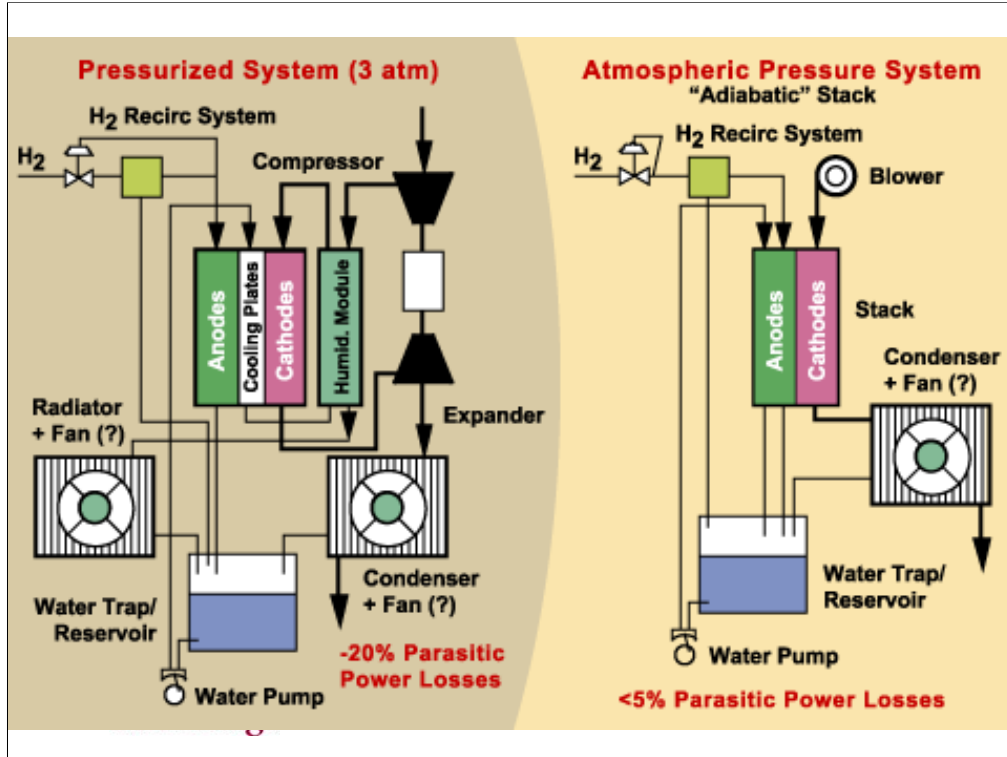 Pressurized System (3 atm)
H2 Recirc System
H2
Compressor
Anodes
Cooling Plates
Cathodes
Humid. Module
Expander
Radiator
+ Fan (?)
Condenser
+ Fan (?)
Water Trap/
Reservoir
-20% Parasitic
Power Losses
Water Pump
Atmospheric Pressure System
"Adiabatic" Stack
H2 Recirc System
H2
Blower
Anodes
Cathodes
Stack
Condenser
+ Fan (?)
Water Trap/
Reservoir
Water Pump
<5% Parasitic Power Losses